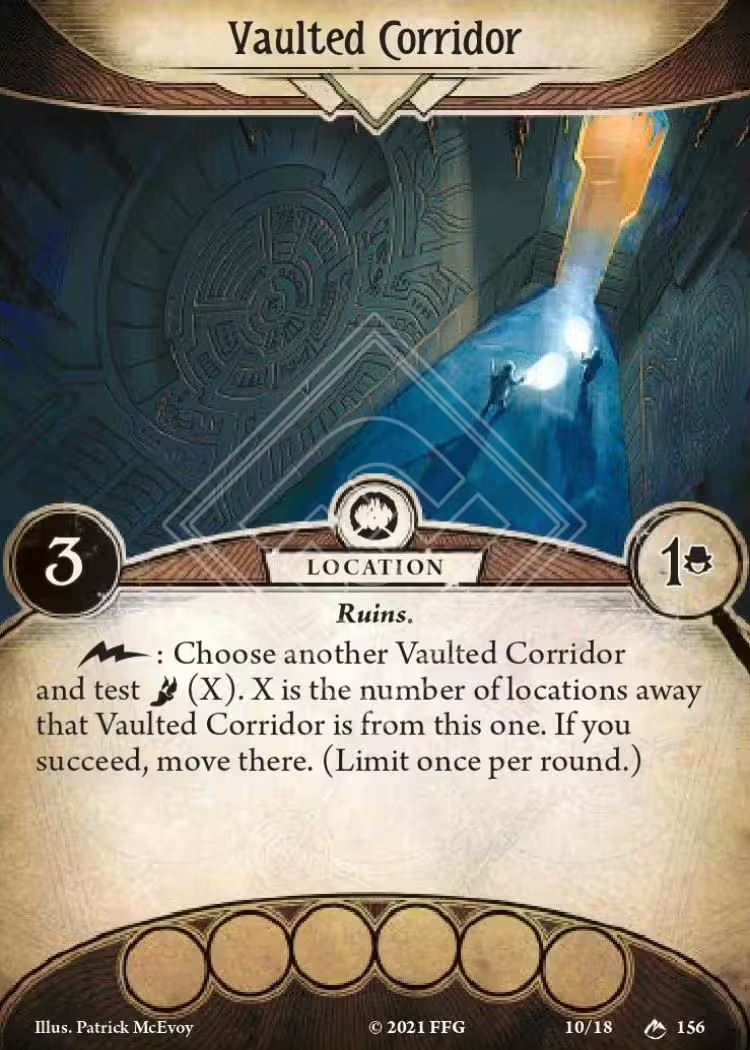 Vaulted Corridor
3
LOCATION
1
Ruins.
: Choose another Vaulted Corridor
and test (X). X is the number of locations away
that Vaulted Corridor is from this one. If you
succeed, move there. (Limit once per round.)
Illus. Patrick McEvoy © 2021 FFG 10/18 156